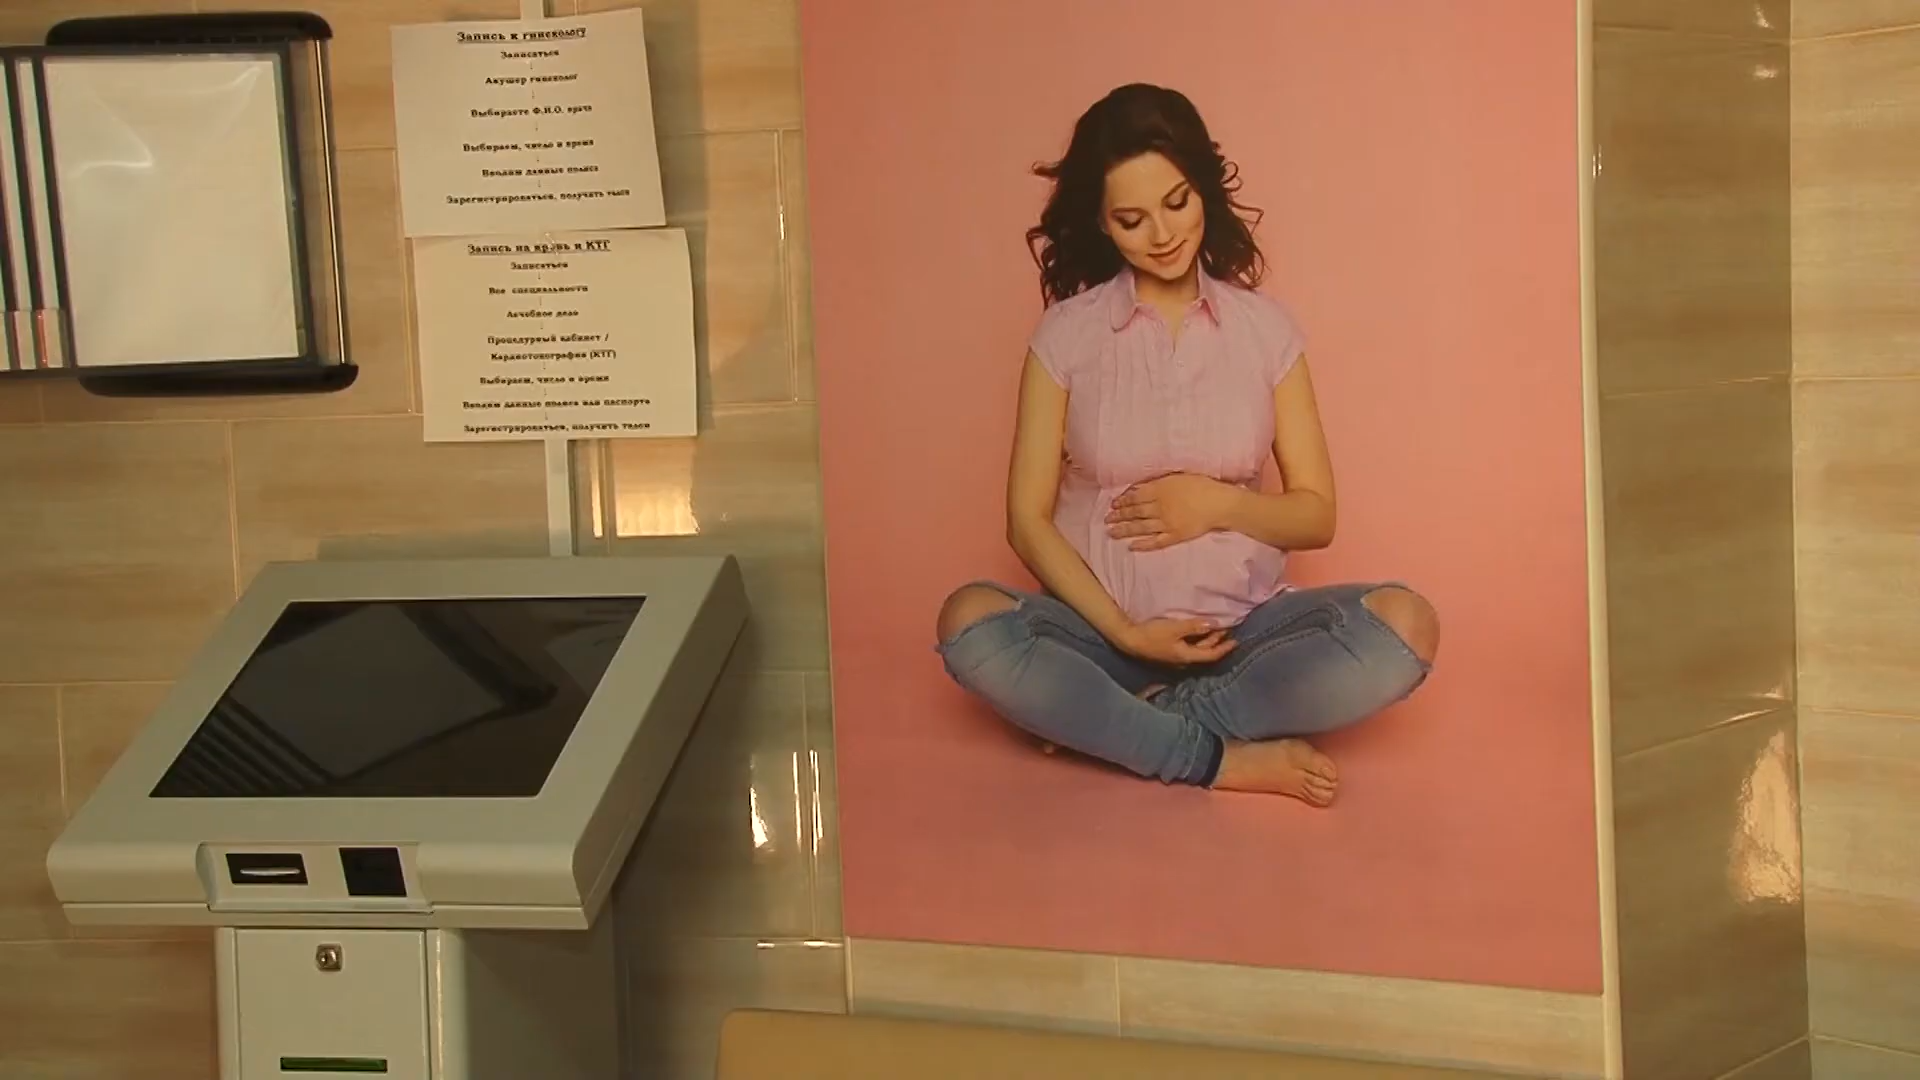 Запись к гинекологу
Записаться
Акушер гинеколог
Выбираете Ф.И.О. врача
Выбираем, число и время
Вводим данные полиса
Зарегистрироваться, получить талон
Запись на кровь и КТГ
Записаться
Все специальности
Лечебное дело
Процедурный кабинет /
Кардиотокография (КТГ)
Выбираем, число и время
Вводим данные полиса или паспорта
Зарегистрироваться, получить талон